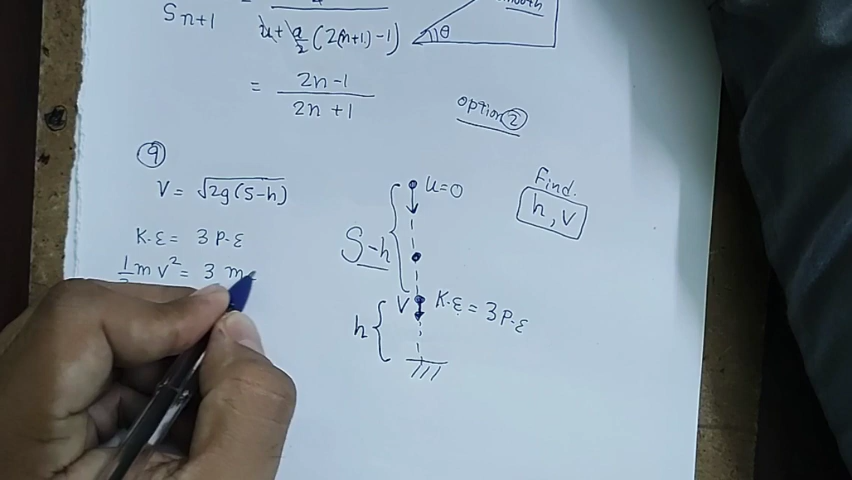 S n+1 =
u + a/2 (2(n+1) -1)
θ
= 2n -1 / 2n +1
option 2
9
V = √2g(S-h)
u=0
Find.
h, v
K.E = 3 P.E
S-h
1/2 m v² = 3 m
V
K.E = 3 P.E
h